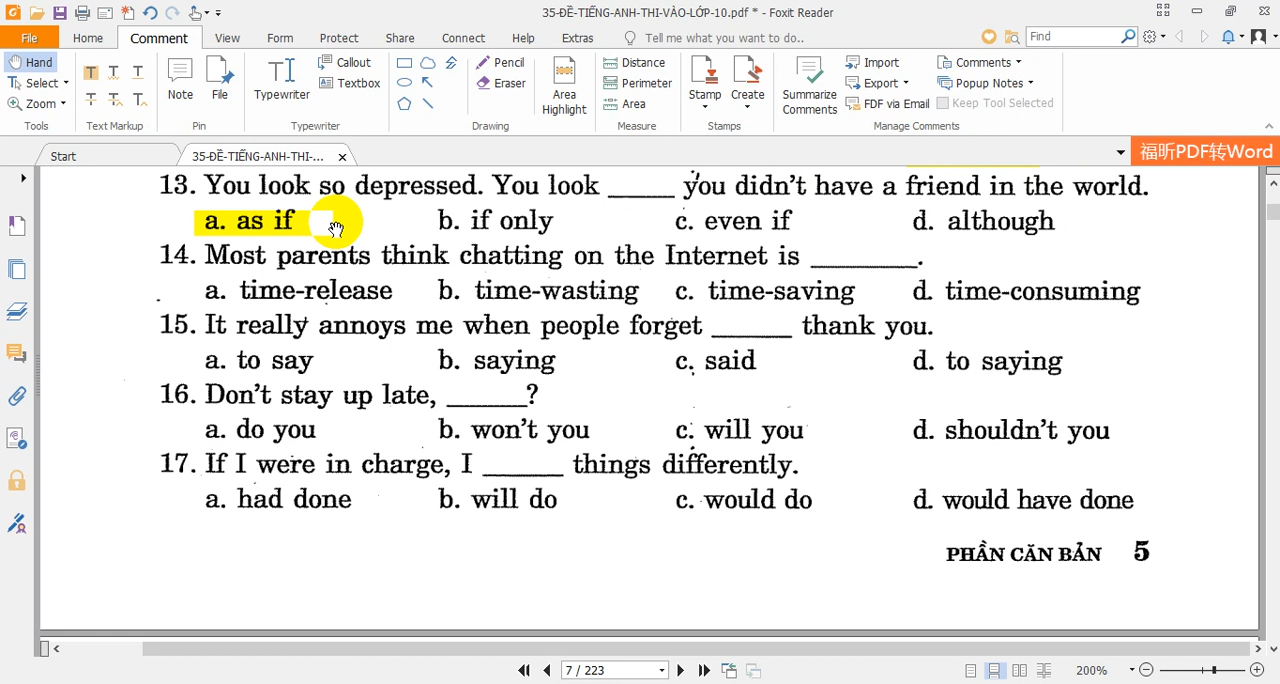 35-ĐỀ-TIẾNG-ANH-THI-VÀO-LỚP-10.pdf * - Foxit Reader
File Home Comment View Form Protect Share Connect Help Extras Tell me what you want to do.. Find
Hand
Select
Zoom
Tools
Text Markup
Note
File
Pin
Typewriter
Callout
Textbox
Typewriter
Pencil
Eraser
Drawing
Area Highlight
Distance
Perimeter
Area
Measure
Stamp
Create
Stamps
Summarize Comments
Import
Export
FDF via Email
Comments
Popup Notes
Keep Tool Selected
Manage Comments
Start 35-ĐỀ-TIẾNG-ANH-THI-... 福昕PDF转Word
13. You look so depressed. You look _____ you didn't have a friend in the world.
a. as if b. if only c. even if d. although
14. Most parents think chatting on the Internet is ________.
a. time-release b. time-wasting c. time-saving d. time-consuming
15. It really annoys me when people forget ______ thank you.
a. to say b. saying c. said d. to saying
16. Don't stay up late, ______?
a. do you b. won't you c. will you d. shouldn't you
17. If I were in charge, I ______ things differently.
a. had done b. will do c. would do d. would have done
PHẦN CĂN BẢN 5
7 / 223 200%